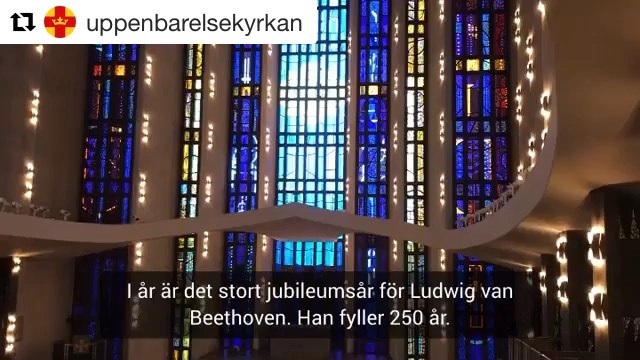 uppenbarelsekyrkan
I år är det stort jubileumsår för Ludwig van
Beethoven. Han fyller 250 år.